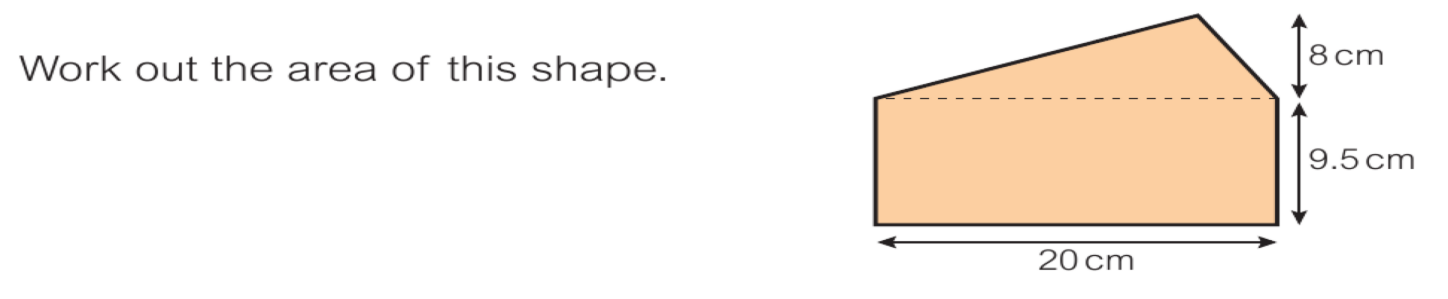 Work out the area of this shape.
8 cm
9.5 cm
20 cm